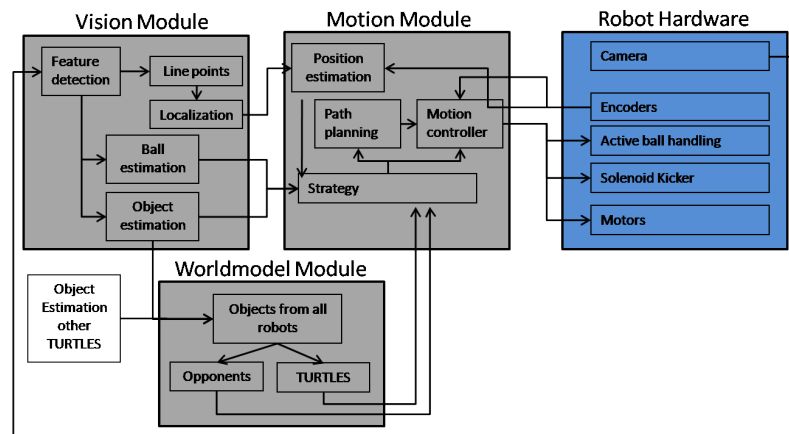 Vision Module
Feature
detection
Line points
Localization
Ball
estimation
Object
estimation
Motion Module
Position
estimation
Path
planning
Motion
controller
Strategy
Robot Hardware
Camera
Encoders
Active ball handling
Solenoid Kicker
Motors
Object
Estimation
other
TURTLES
Worldmodel Module
Objects from all
robots
Opponents
TURTLES